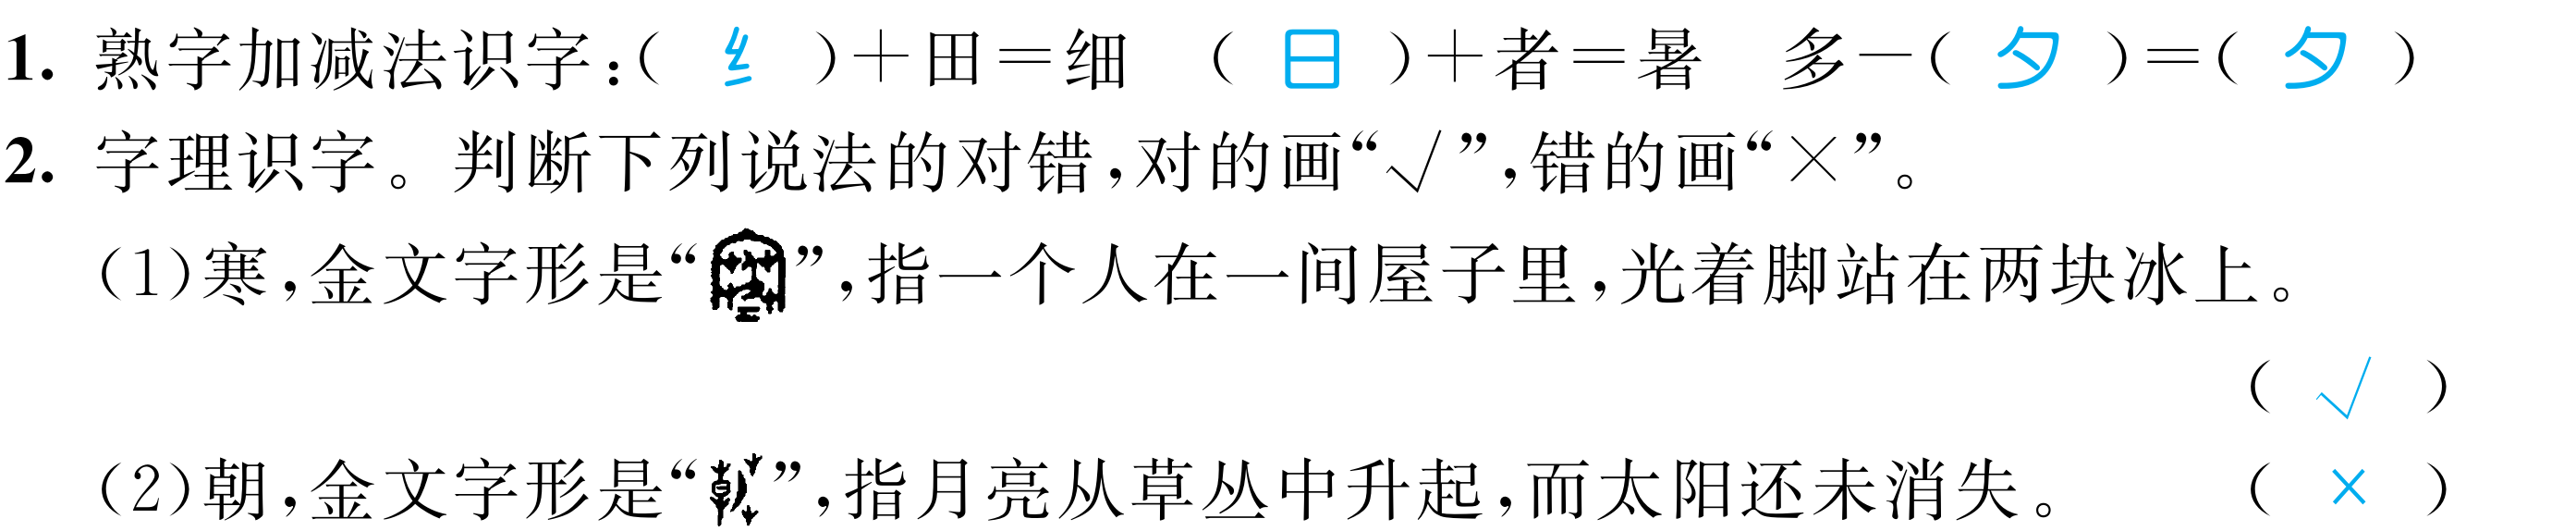 1. 熟字加减法识字:( 纟 )+田=细 ( 日 )+者=暑 多-( 夕 )=( 夕 )
2. 字理识字。判断下列说法的对错,对的画“√”,错的画“×”。
(1)寒,金文字形是“”,指一个人在一间屋子里,光着脚站在两块冰上。
( √ )
(2)朝,金文字形是“”,指月亮从草丛中升起,而太阳还未消失。 ( × )